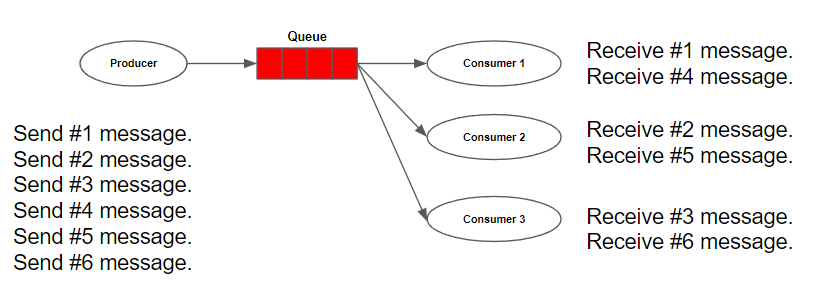 Queue
Producer
Consumer 1
Receive #1 message.
Receive #4 message.
Send #1 message.
Send #2 message.
Send #3 message.
Send #4 message.
Send #5 message.
Send #6 message.
Consumer 2
Receive #2 message.
Receive #5 message.
Consumer 3
Receive #3 message.
Receive #6 message.